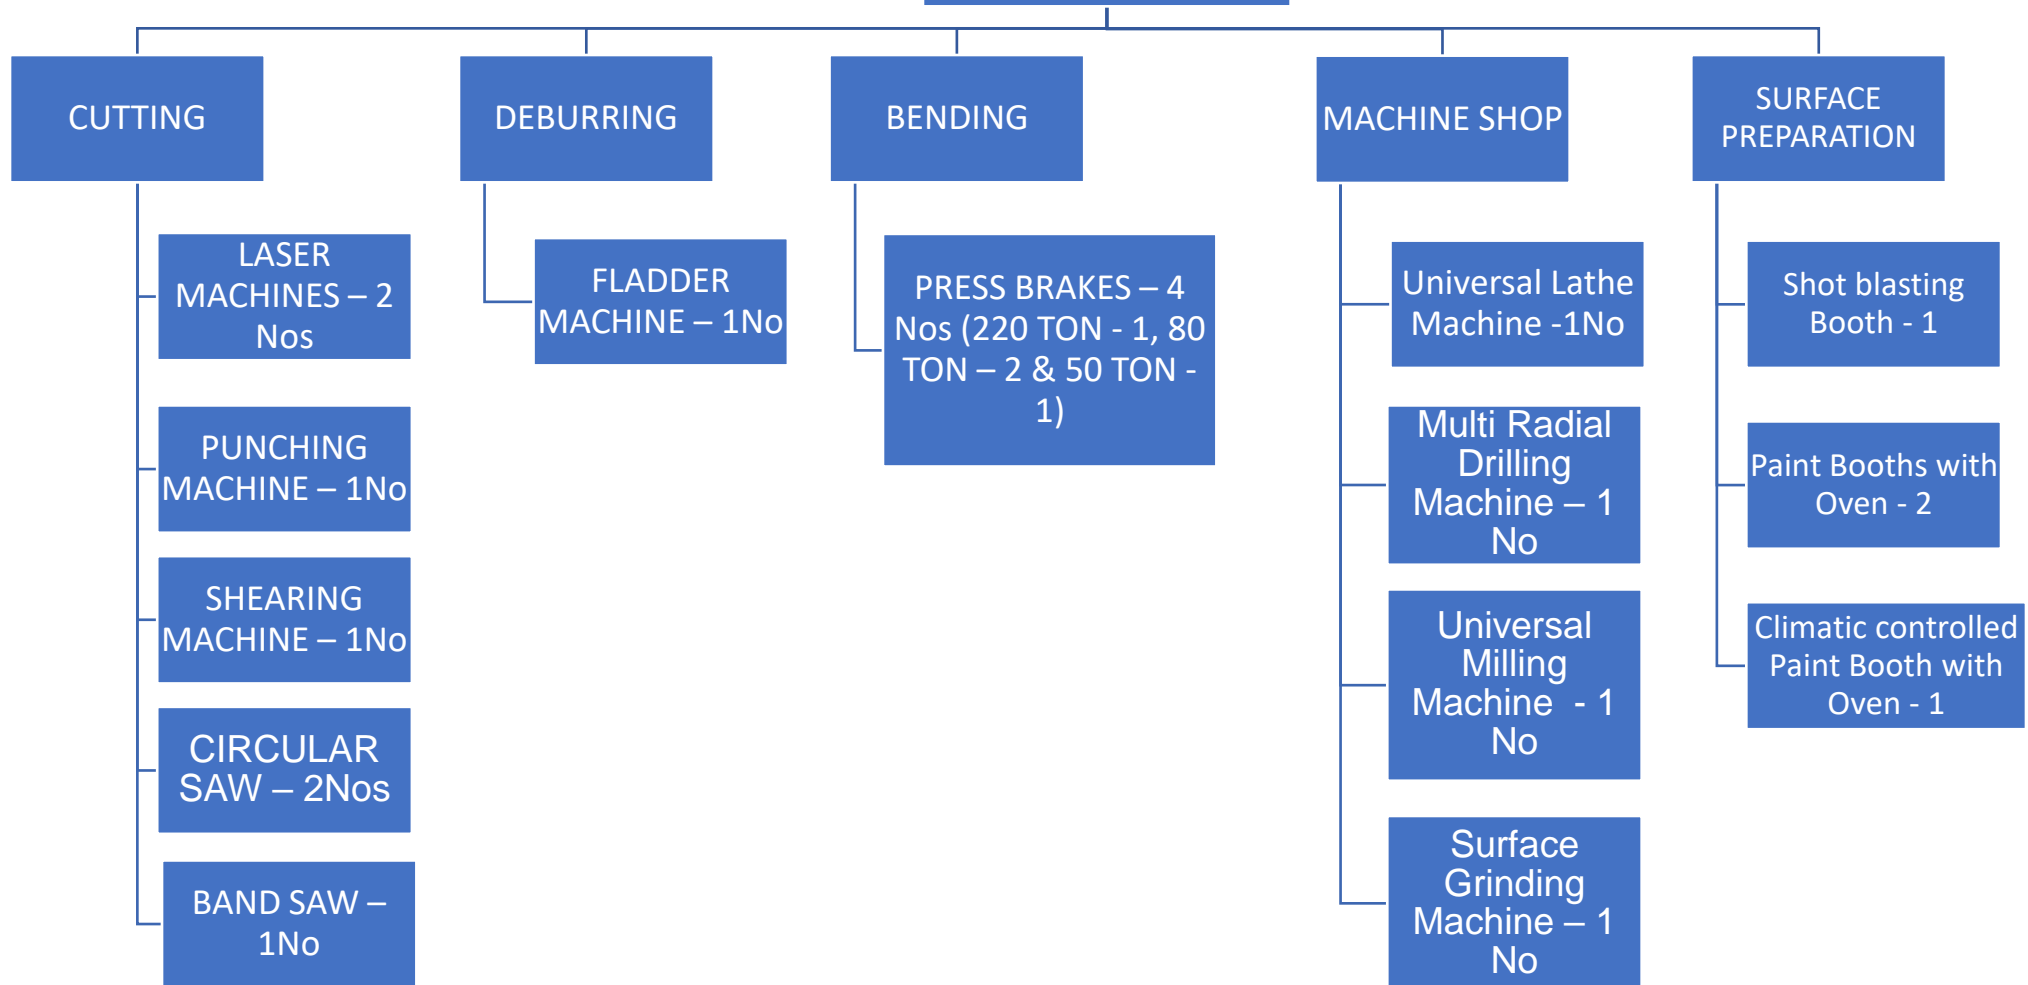 CUTTING
DEBURRING
BENDING
MACHINE SHOP
SURFACE
PREPARATION
LASER
MACHINES – 2
Nos
PUNCHING
MACHINE – 1No
SHEARING
MACHINE – 1No
CIRCULAR
SAW – 2Nos
BAND SAW –
1No
FLADDER
MACHINE – 1No
PRESS BRAKES – 4
Nos (220 TON - 1, 80
TON – 2 & 50 TON -
1)
Universal Lathe
Machine -1No
Multi Radial
Drilling
Machine – 1
No
Universal
Milling
Machine  - 1
No
Surface
Grinding
Machine – 1
No
Shot blasting
Booth - 1
Paint Booths with
Oven - 2
Climatic controlled
Paint Booth with
Oven - 1